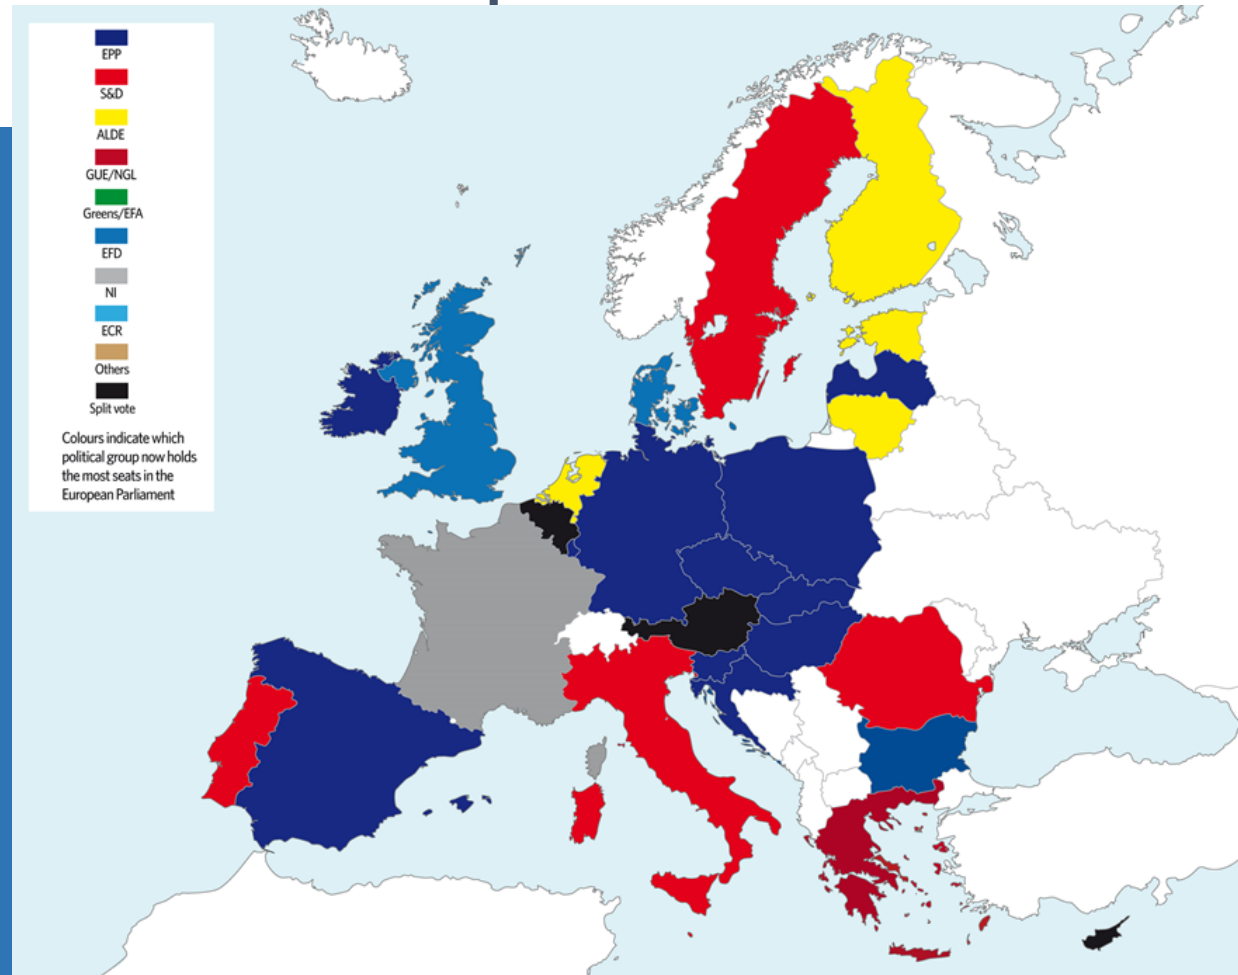 EPP
S&D
ALDE
GUE/NGL
Greens/EFA
EFD
NI
ECR
Others
Split vote
Colours indicate which
political group now holds
the most seats in the
European Parliament